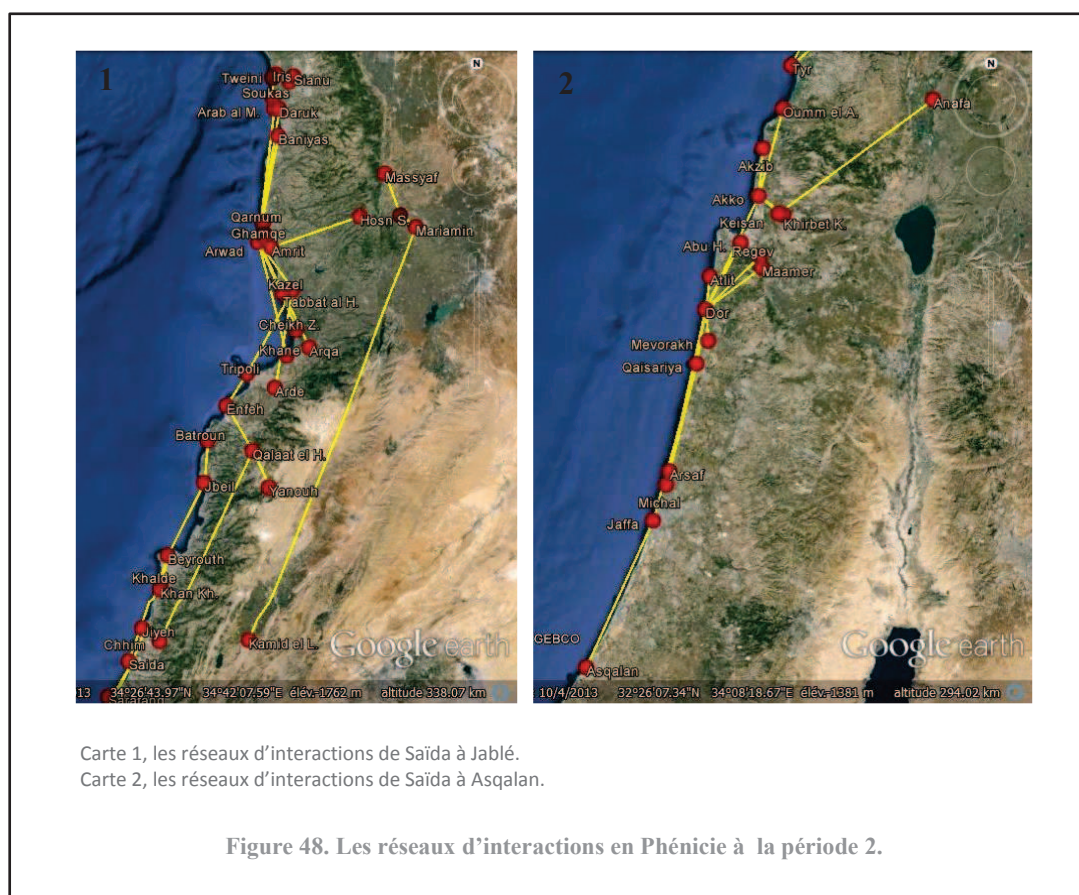 1
N
Tweini
Iris
Sianu
Soukas
Arab al M.
Daruk
Baniyas
Massyaf
Qarnum
Hosn S.
Ghamqe
Mariamin
Arwad
Amrit
Kazel
Tabbat al H.
Cheikh Z.
Khane
Arqa
Tripoli
Arde
Enfeh
Batroun
Qalaat el H.
Jbeil
Yanouh
Beyrouth
Khalde
Khan Kh.
Jiyeh
Chhim
Kamid el L.
Google earth
Saida
013 34°26'43.97"N 34°42'07.59"E élév.-1762 m altitude 338.07 km
2
N
Tyr
Anafa
Oumm el A.
Akzib
Akko
Keisan
Khirbet K.
Abu H.
Regev
Maamer
Atlit
Dor
Mevorakh
Qaisariya
Arsaf
Michal
Jaffa
GEBCO
Google earth
Asqalan
: 10/4/2013 32°26'07.34"N 34°08'18.67"E élév.-1381 m altitude 294.02 km
Carte 1, les réseaux d’interactions de Saïda à Jablé.
Carte 2, les réseaux d’interactions de Saïda à Asqalan.
Figure 48. Les réseaux d’interactions en Phénicie à la période 2.